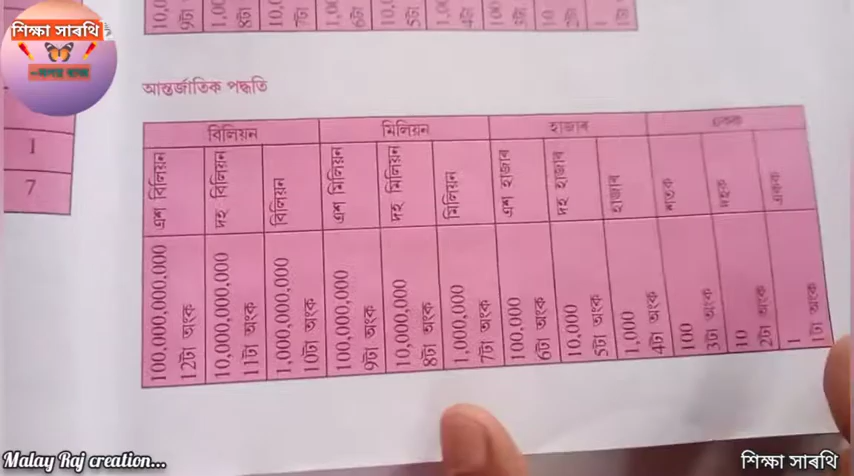 শিক্ষা সাৰথি
1
7
আন্তৰ্জাতিক পদ্ধতি
বিলিয়ন
মিলিয়ন
হাজাৰ
একক
এশ বিলিয়ন
দহ বিলিয়ন
বিলিয়ন
এশ মিলিয়ন
দহ মিলিয়ন
মিলিয়ন
এশ হাজাৰ
দহ হাজাৰ
হাজাৰ
শতক
দহক
একক
100,000,000,000
12টা অংক
10,000,000,000
11টা অংক
1,000,000,000
10টা অংক
100,000,000
9টা অংক
10,000,000
8টা অংক
1,000,000
7টা অংক
100,000
6টা অংক
10,000
5টা অংক
1,000
4টা অংক
100
3টা অংক
10
2টা অংক
1
1টা অংক
Malay Raj creation...
শিক্ষা সাৰথি